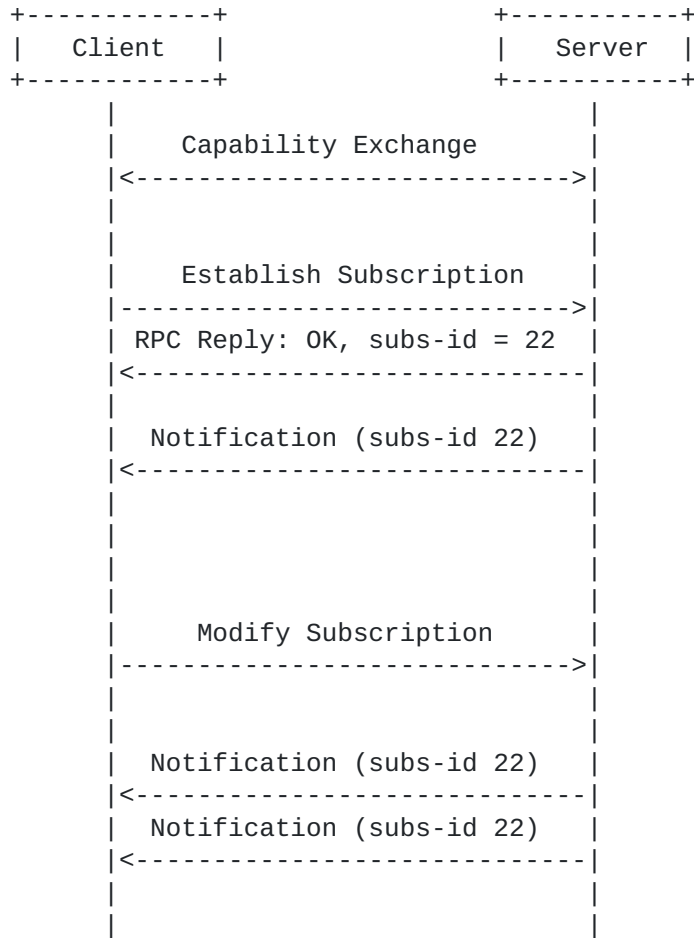 +------------+                 +-----------+
|   Client   |                 |   Server  |
+------------+                 +-----------+
      |                              |
      |    Capability Exchange       |
      |<---------------------------->|
      |                              |
      |                              |
      |    Establish Subscription    |
      |----------------------------->|
      | RPC Reply: OK, subs-id = 22  |
      |<-----------------------------|
      |                              |
      |  Notification (subs-id 22)   |
      |<-----------------------------|
      |                              |
      |                              |
      |                              |
      |                              |
      |     Modify Subscription      |
      |----------------------------->|
      |                              |
      |                              |
      |  Notification (subs-id 22)   |
      |<-----------------------------|
      |  Notification (subs-id 22)   |
      |<-----------------------------|
      |                              |
      |                              |